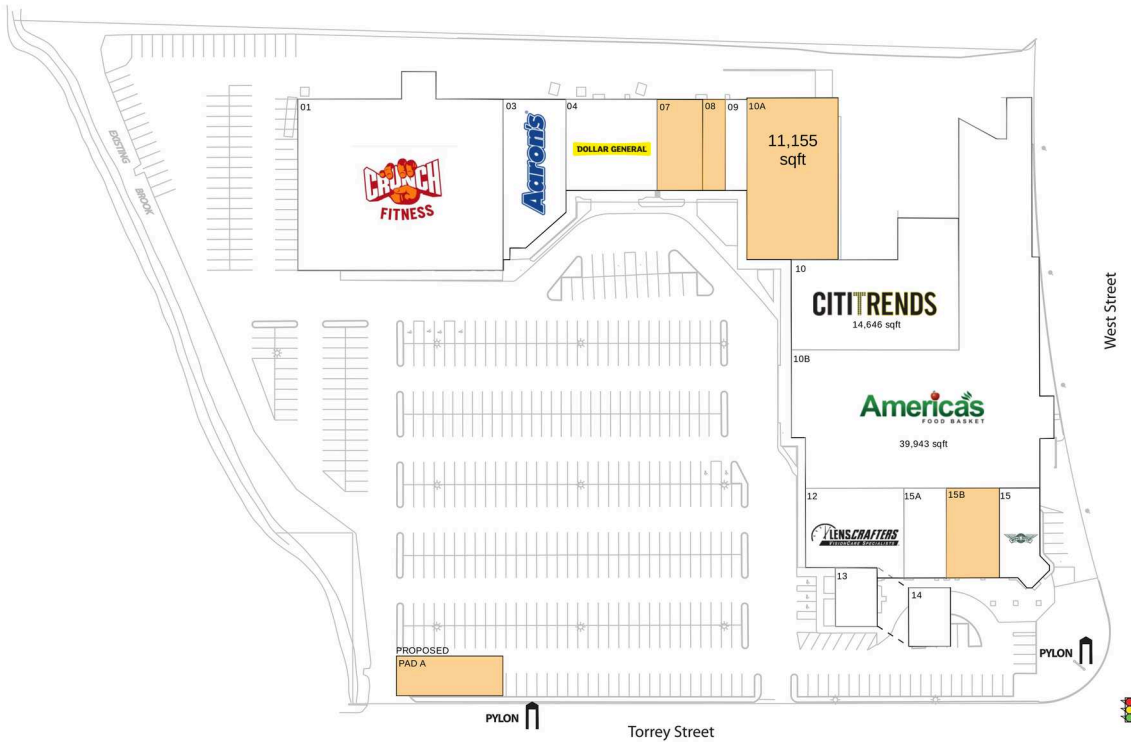 01
03
04
07
08
09
10A
CRUNCH
FITNESS
Aaron's
DOLLAR GENERAL
11,155
sqft
EXISTING
BROOK
10
CITITRENDS
14,646 sqft
West Street
10B
America's
FOOD BASKET
39,943 sqft
12
15A
15B
15
LENSCRAFTERS
VISIONCARE SPECIALISTS
13
14
PROPOSED
PAD A
PYLON
PYLON
Torrey Street